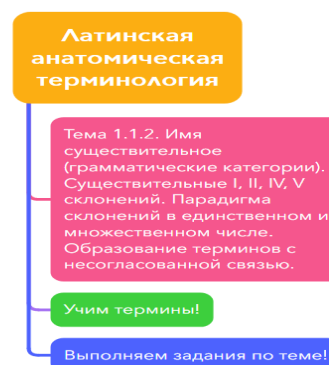 Латинская
анатомическая
терминология
Тема 1.1.2. Имя
существительное
(грамматические категории).
Существительные I, II, IV, V
склонений. Парадигма
склонений в единственном и
множественном числе.
Образование терминов с
несогласованной связью.
Учим термины!
Выполняем задания по теме!